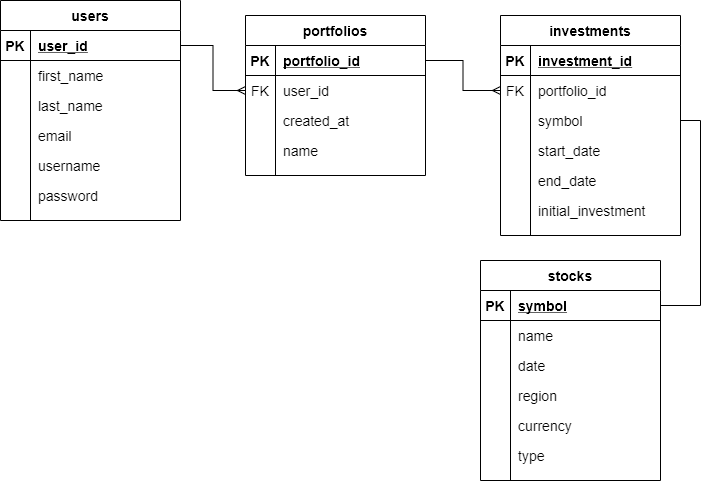 users
PK user_id
first_name
last_name
email
username
password
portfolios
PK portfolio_id
FK user_id
created_at
name
investments
PK investment_id
FK portfolio_id
symbol
start_date
end_date
initial_investment
stocks
PK symbol
name
date
region
currency
type